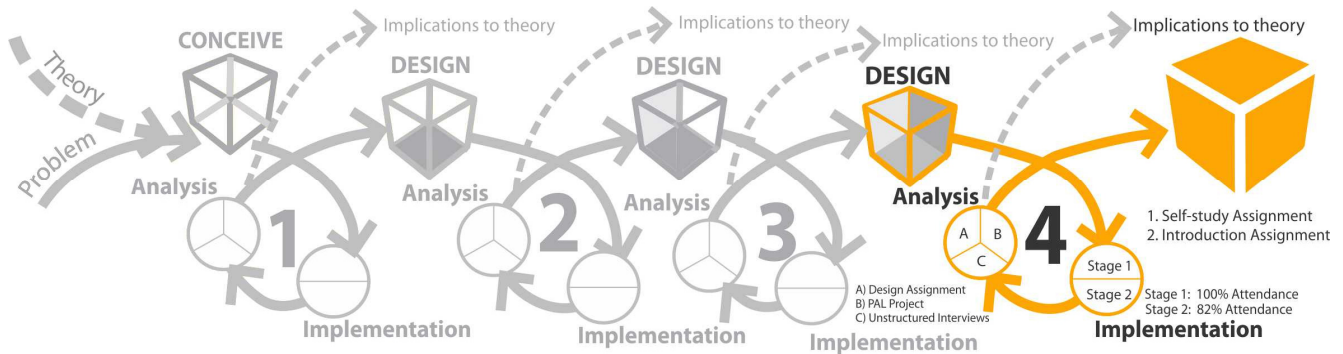 Theory
Problem
CONCEIVE
Implications to theory
Analysis
1
Implementation
DESIGN
Implications to theory
Analysis
2
Implementation
DESIGN
Implications to theory
Analysis
3
Implementation
DESIGN
Implications to theory
Analysis
A
B
C
4
Stage 1
Stage 2
A) Design Assignment
B) PAL Project
C) Unstructured Interviews
Stage 1: 100% Attendance
Stage 2: 82% Attendance
Implementation
1. Self-study Assignment
2. Introduction Assignment